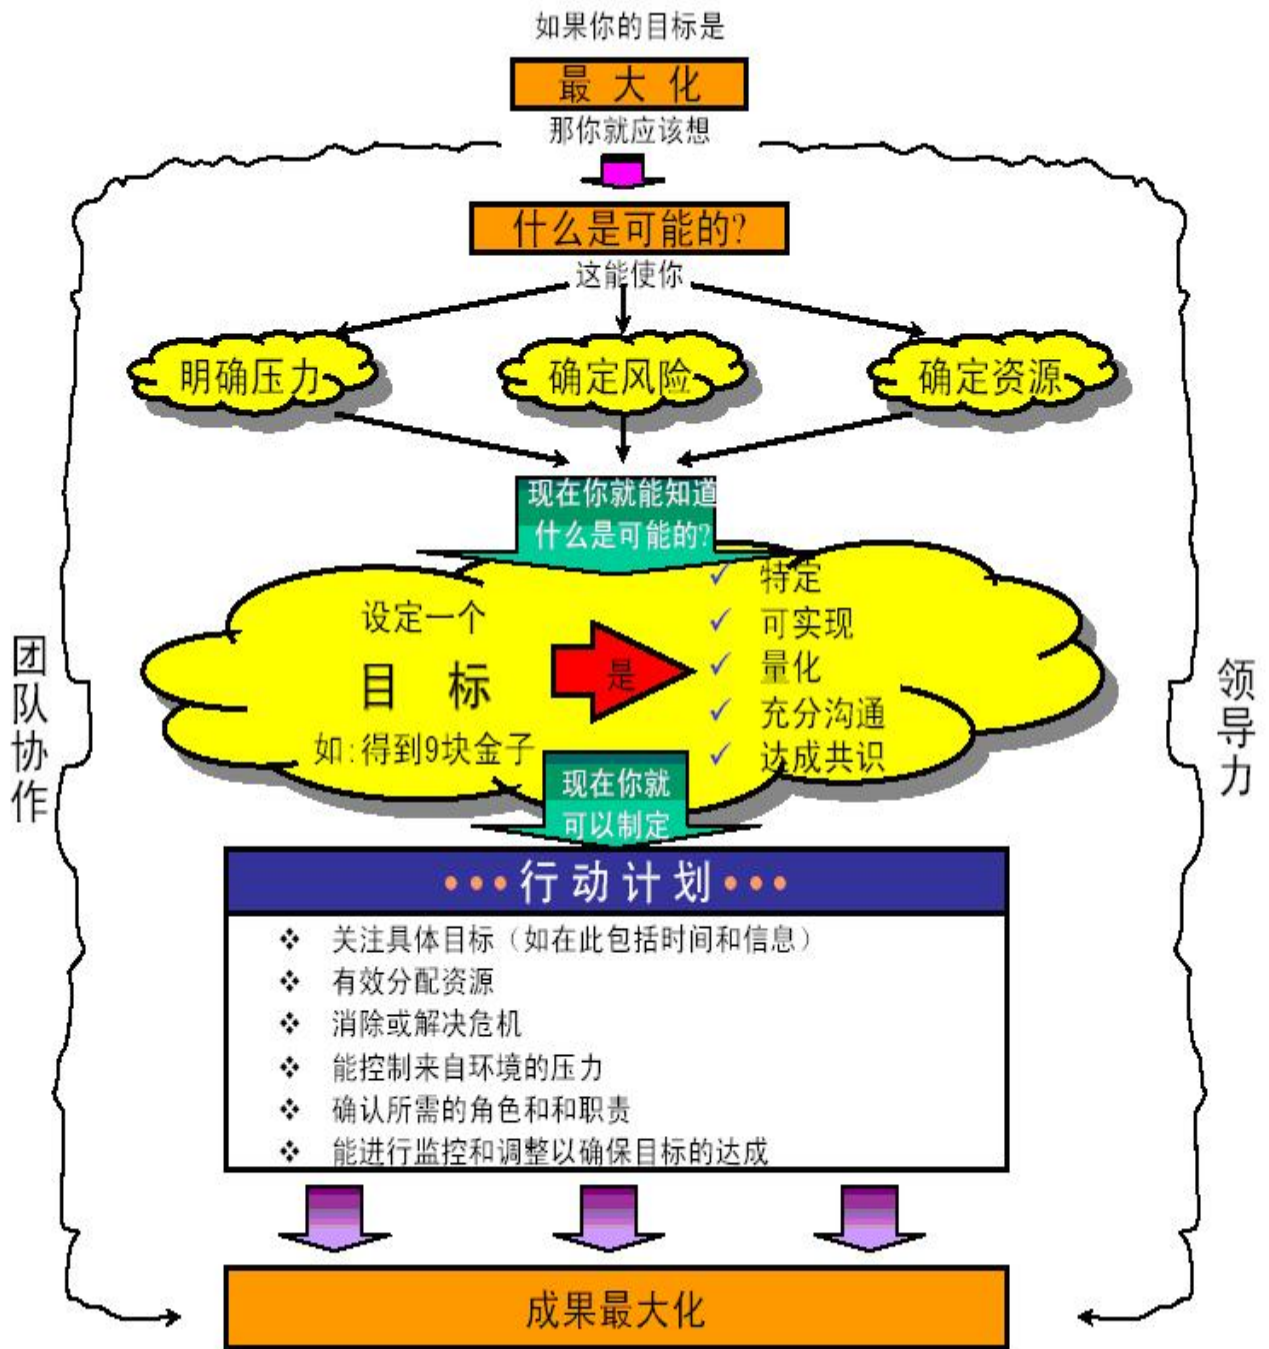 如果你的目标是
最 大 化
那你就应该想
什么是可能的?
这能使你
明确压力
确定风险
确定资源
现在你就能知道
什么是可能的?
设定一个
目 标
如:得到9块金子
是
特定
可实现
量化
充分沟通
达成共识
现在你就
可以制定
团队协作
领导力
行动计划
关注具体目标（如在此包括时间和信息）
有效分配资源
消除或解决危机
能控制来自环境的压力
确认所需的角色和和职责
能进行监控和调整以确保目标的达成
成果最大化